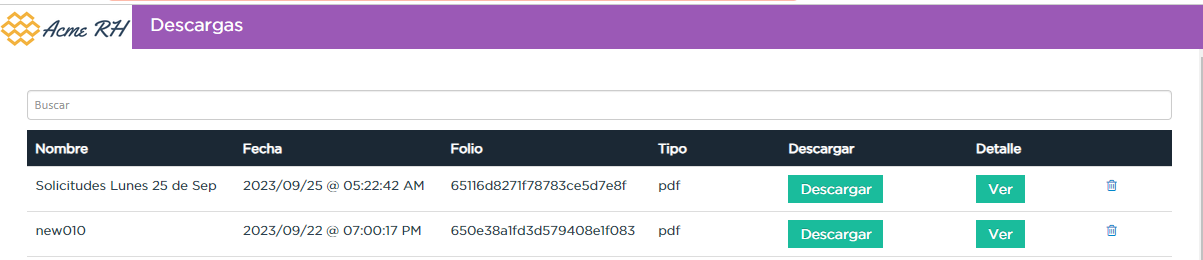 Acme RH Descargas
Buscar
Nombre Fecha Folio Tipo Descargar Detalle
Solicitudes Lunes 25 de Sep 2023/09/25 @ 05:22:42 AM 65116d8271f78783ce5d7e8f pdf Descargar Ver
new010 2023/09/22 @ 07:00:17 PM 650e38a1fd3d579408e1f083 pdf Descargar Ver